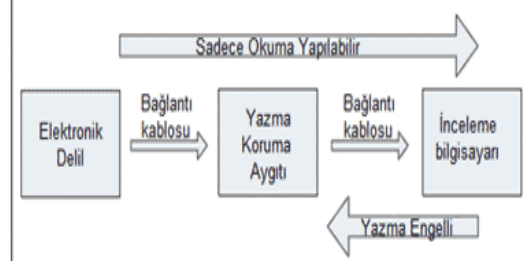 Sadece Okuma Yapılabilir
Elektronik
Delil
Bağlantı
kablosu
Yazma
Koruma
Aygıtı
Bağlantı
kablosu
İnceleme
bilgisayarı
Yazma Engelli